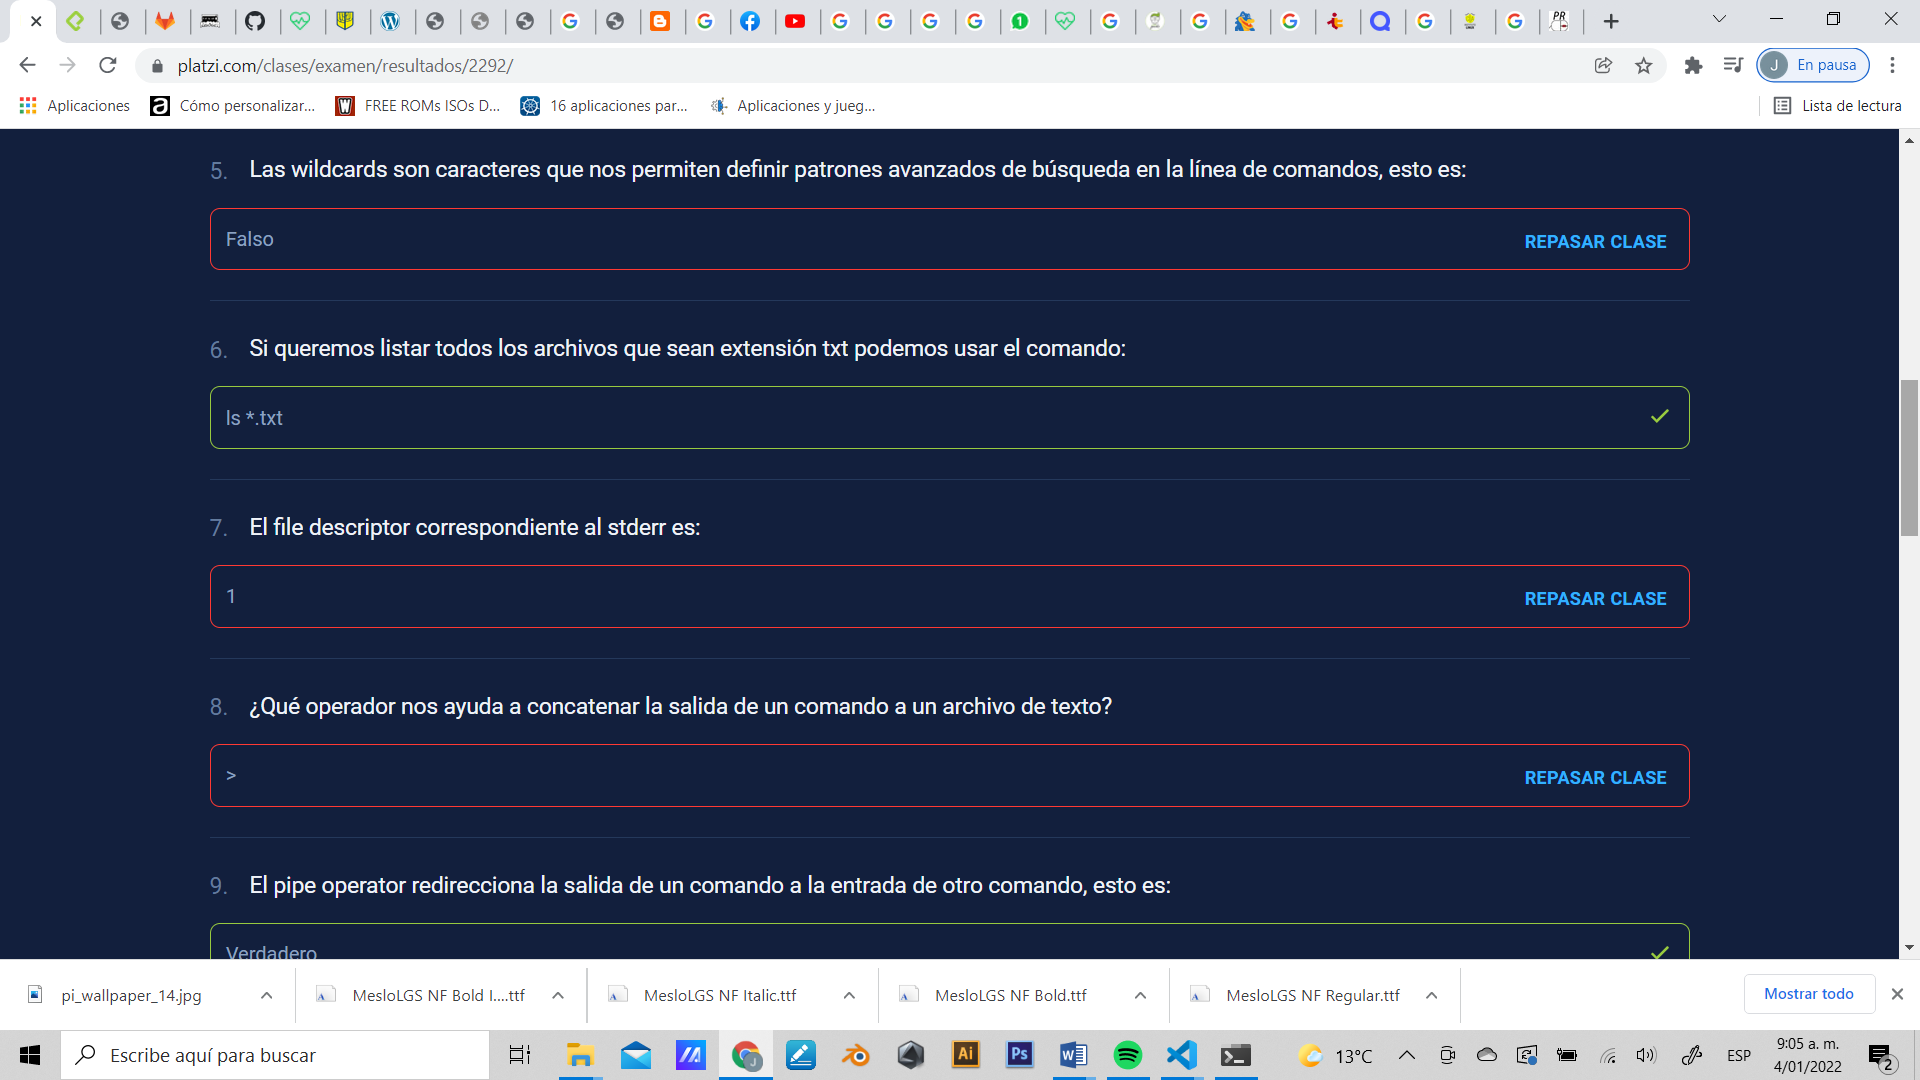 platzi.com/clases/examen/resultados/2292/
J En pausa
Aplicaciones
Cómo personalizar...
FREE ROMs ISOs D...
16 aplicaciones par...
Aplicaciones y jueg...
Lista de lectura
5. Las wildcards son caracteres que nos permiten definir patrones avanzados de búsqueda en la línea de comandos, esto es:
Falso
REPASAR CLASE
6. Si queremos listar todos los archivos que sean extensión txt podemos usar el comando:
ls *.txt
7. El file descriptor correspondiente al stderr es:
1
REPASAR CLASE
8. ¿Qué operador nos ayuda a concatenar la salida de un comando a un archivo de texto?
>
REPASAR CLASE
9. El pipe operator redirecciona la salida de un comando a la entrada de otro comando, esto es:
Verdadero
pi_wallpaper_14.jpg
MesloLGS NF Bold I....ttf
MesloLGS NF Italic.ttf
MesloLGS NF Bold.ttf
MesloLGS NF Regular.ttf
Mostrar todo
Escribe aquí para buscar
Ai
Ps
13°C
ESP
9:05 a. m.
4/01/2022
2